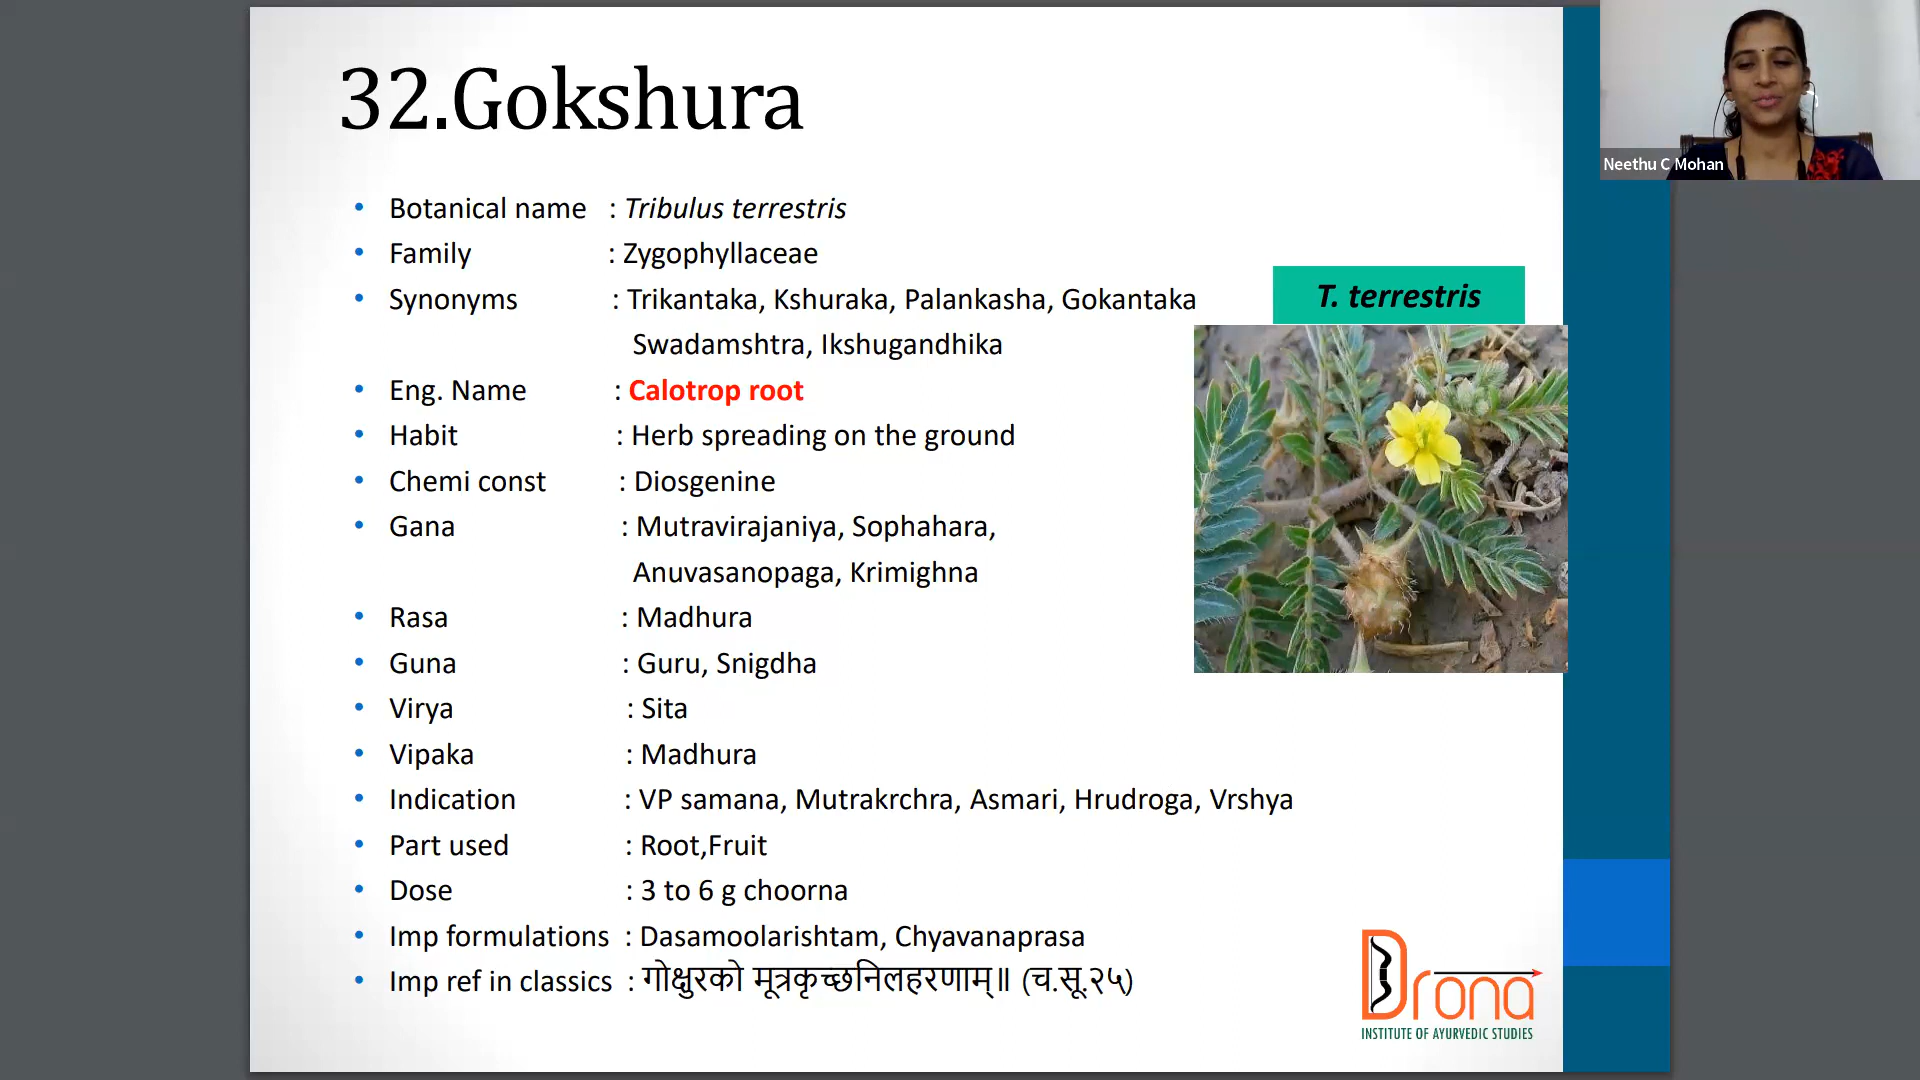 32.Gokshura
Neethu C Mohan
• Botanical name : Tribulus terrestris
• Family : Zygophyllaceae
• Synonyms : Trikantaka, Kshuraka, Palankasha, Gokantaka
Swadamshtra, Ikshugandhika
• Eng. Name : Calotrop root
• Habit : Herb spreading on the ground
• Chemi const : Diosgenine
• Gana : Mutravirajaniya, Sophahara,
Anuvasanopaga, Krimighna
• Rasa : Madhura
• Guna : Guru, Snigdha
• Virya : Sita
• Vipaka : Madhura
• Indication : VP samana, Mutrakrchra, Asmari, Hrudroga, Vrshya
• Part used : Root,Fruit
• Dose : 3 to 6 g choorna
• Imp formulations : Dasamoolarishtam, Chyavanaprasa
• Imp ref in classics : गोक्षुरको मूत्रकृच्छनिलहरणाम्॥ (च.सू.२५)
T. terrestris
Drona
INSTITUTE OF AYURVEDIC STUDIES